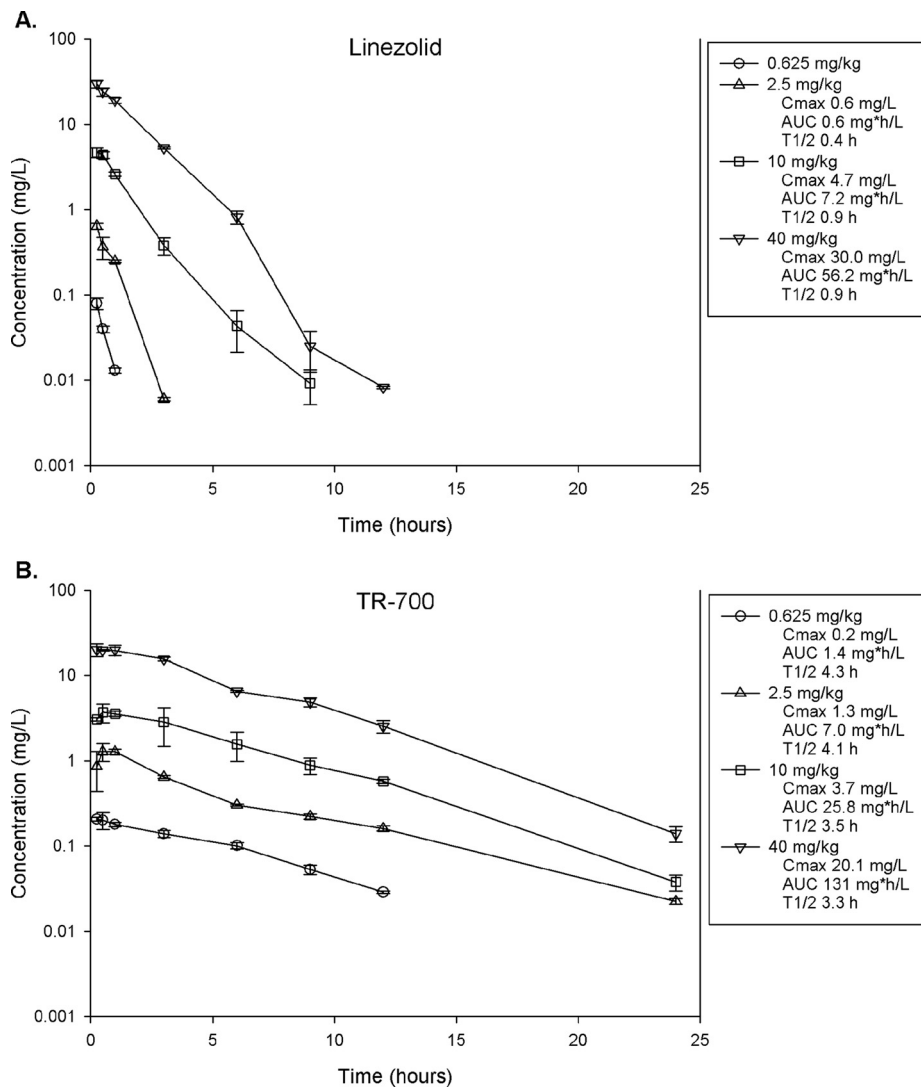 A.
Linezolid
100
10
1
0.1
0.01
0.001
Concentration (mg/L)
0 5 10 15 20 25
Time (hours)
0.625 mg/kg
2.5 mg/kg
Cmax 0.6 mg/L
AUC 0.6 mg*h/L
T1/2 0.4 h
10 mg/kg
Cmax 4.7 mg/L
AUC 7.2 mg*h/L
T1/2 0.9 h
40 mg/kg
Cmax 30.0 mg/L
AUC 56.2 mg*h/L
T1/2 0.9 h
B.
TR-700
100
10
1
0.1
0.01
0.001
Concentration (mg/L)
0 5 10 15 20 25
Time (hours)
0.625 mg/kg
Cmax 0.2 mg/L
AUC 1.4 mg*h/L
T1/2 4.3 h
2.5 mg/kg
Cmax 1.3 mg/L
AUC 7.0 mg*h/L
T1/2 4.1 h
10 mg/kg
Cmax 3.7 mg/L
AUC 25.8 mg*h/L
T1/2 3.5 h
40 mg/kg
Cmax 20.1 mg/L
AUC 131 mg*h/L
T1/2 3.3 h